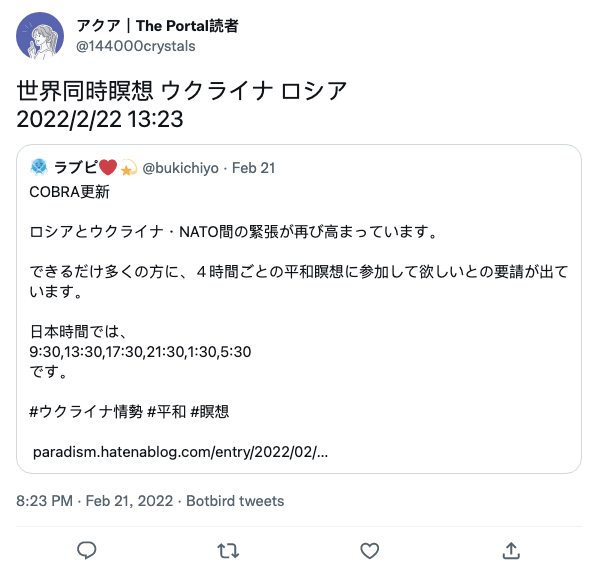 アクア｜The Portal読者
@144000crystals
世界同時瞑想 ウクライナ ロシア
2022/2/22 13:23
ラブピ❤️💫 @bukichiyo · Feb 21
COBRA更新
ロシアとウクライナ・NATO間の緊張が再び高まっています。
できるだけ多くの方に、４時間ごとの平和瞑想に参加して欲しいとの要請が出て
います。
日本時間では、
9:30,13:30,17:30,21:30,1:30,5:30
です。
#ウクライナ情勢 #平和 #瞑想
paradism.hatenablog.com/entry/2022/02/...
8:23 PM · Feb 21, 2022 · Botbird tweets